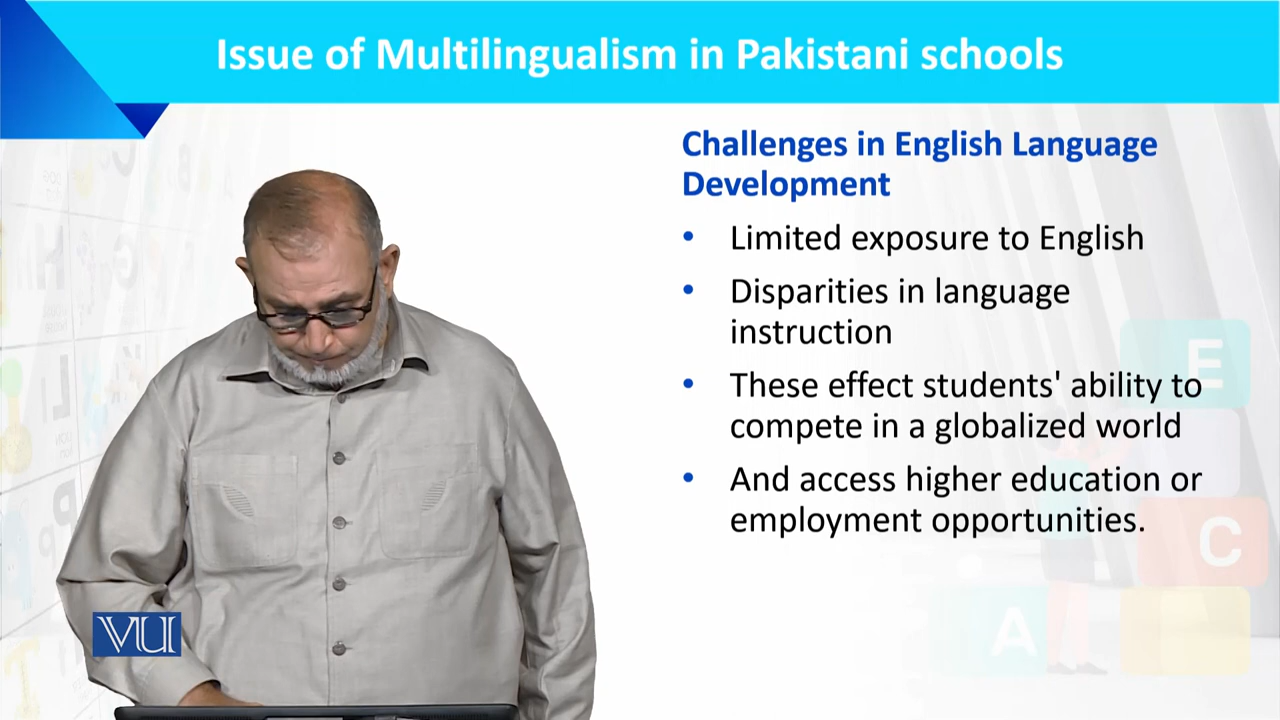 Issue of Multilingualism in Pakistani schools
Challenges in English Language
Development
• Limited exposure to English
• Disparities in language
instruction
• These effect students' ability to
compete in a globalized world
• And access higher education or
employment opportunities.
VU
E
C
A